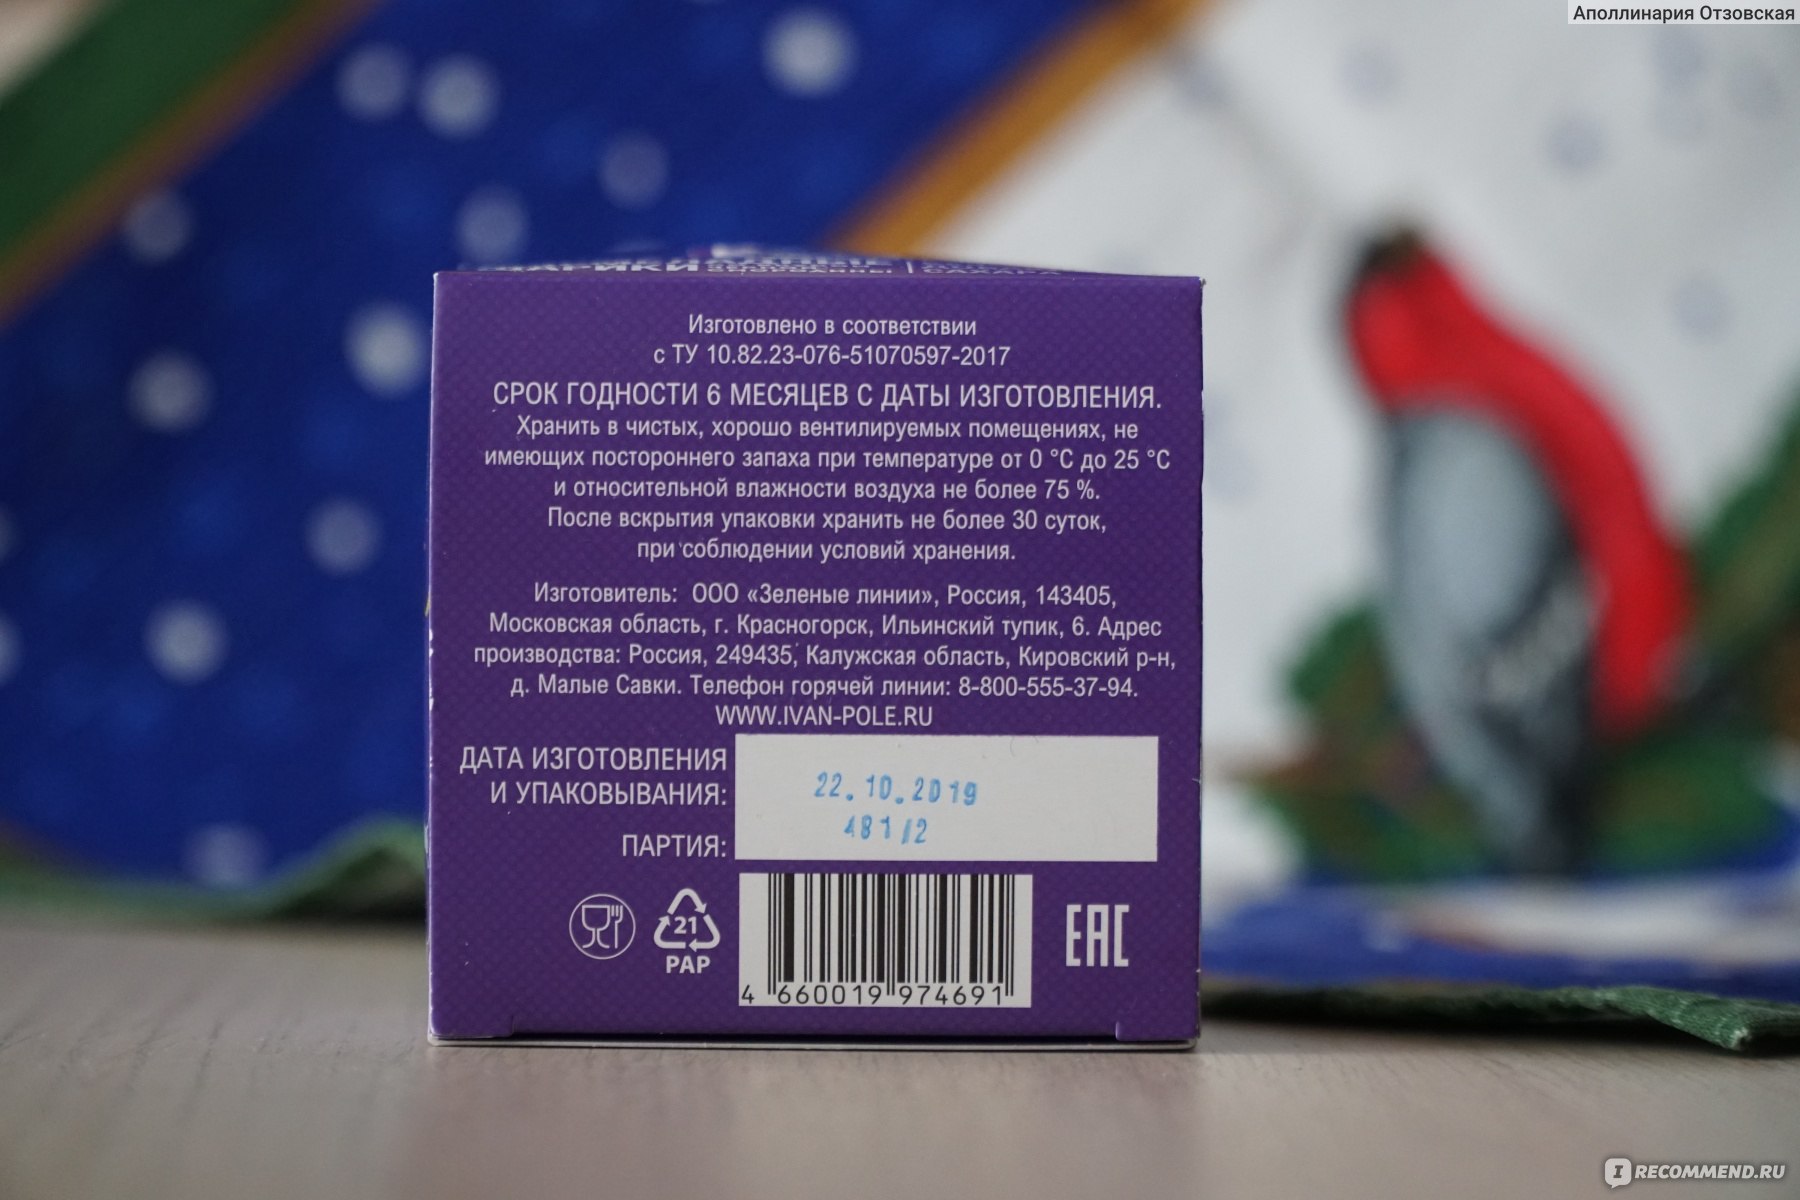 Аполлинария Отзовская
Изготовлено в соответствии
с ТУ 10.82.23-076-51070597-2017
СРОК ГОДНОСТИ 6 МЕСЯЦЕВ С ДАТЫ ИЗГОТОВЛЕНИЯ.
Хранить в чистых, хорошо вентилируемых помещениях, не
имеющих постороннего запаха при температуре от 0 °C до 25 °C
и относительной влажности воздуха не более 75 %.
После вскрытия упаковки хранить не более 30 суток,
при соблюдении условий хранения.
Изготовитель: ООО «Зеленые линии», Россия, 143405,
Московская область, г. Красногорск, Ильинский тупик, 6. Адрес
производства: Россия, 249435, Калужская область, Кировский р-н,
д. Малые Савки. Телефон горячей линии: 8-800-555-37-94.
WWW.IVAN-POLE.RU
ДАТА ИЗГОТОВЛЕНИЯ
И УПАКОВЫВАНИЯ:
22.10.2019
ПАРТИЯ:
481/2
21
PAP
4 660019 974691
EAC
IRECOMMEND.RU